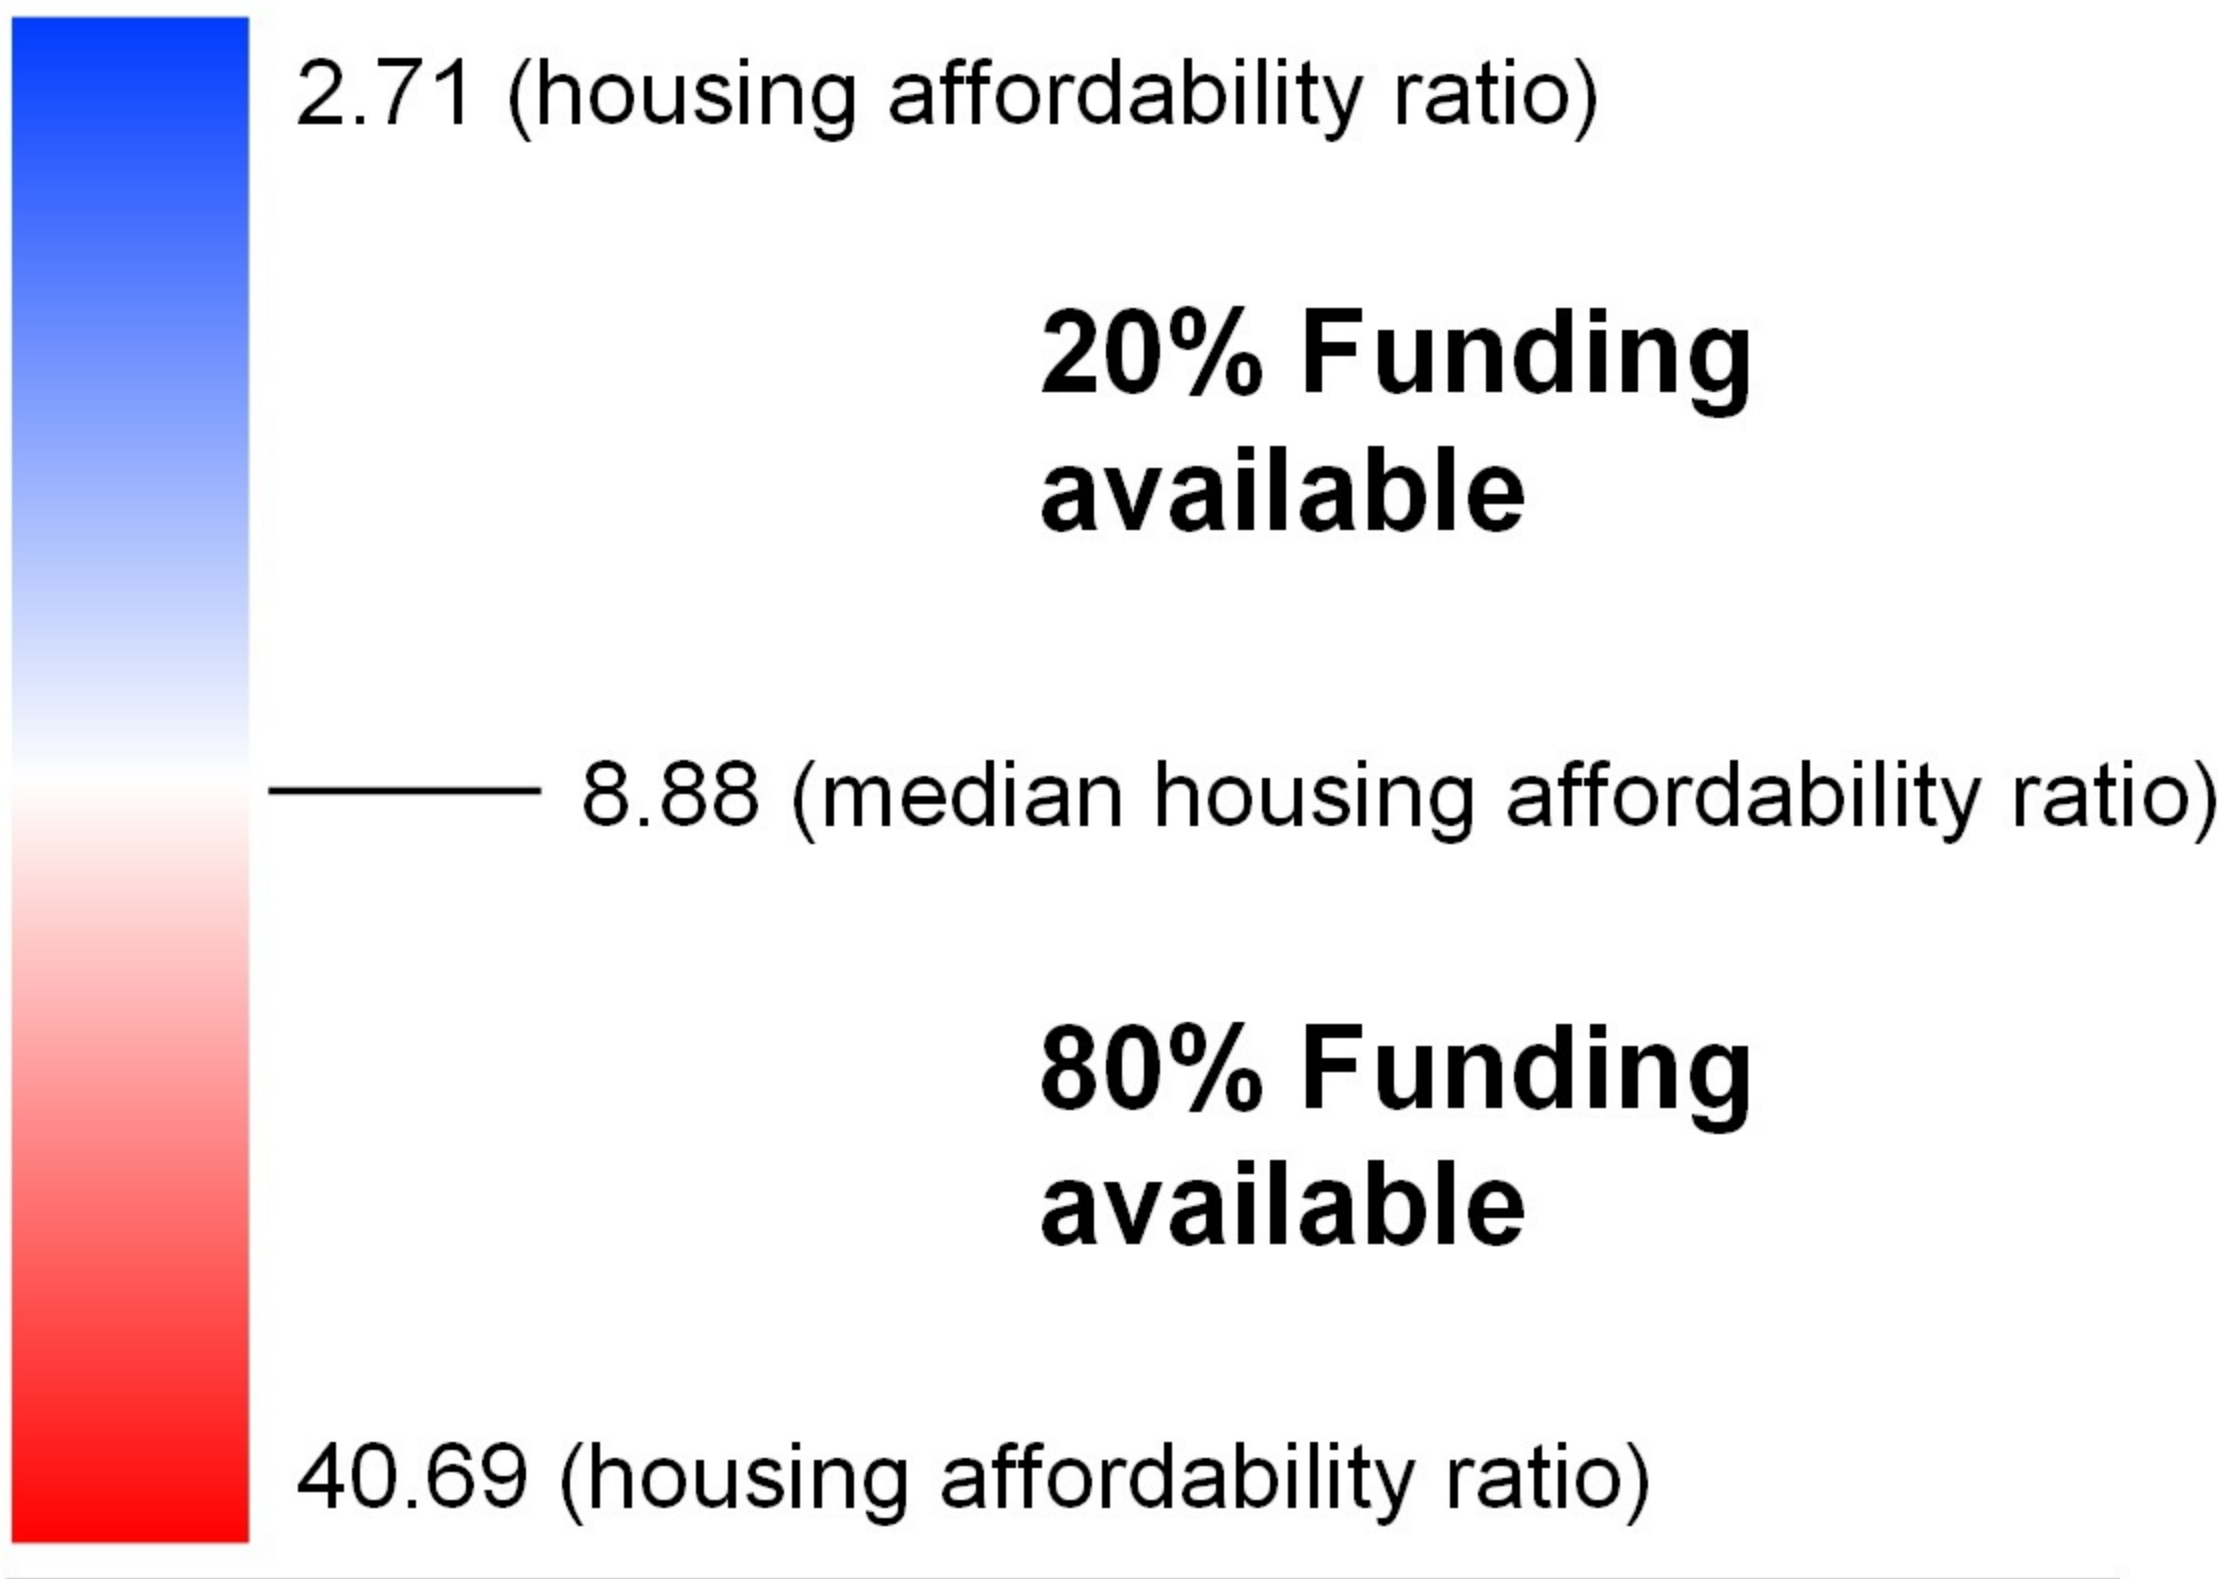 2.71 (housing affordability ratio)
20% Funding
available
8.88 (median housing affordability ratio)
80% Funding
available
40.69 (housing affordability ratio)